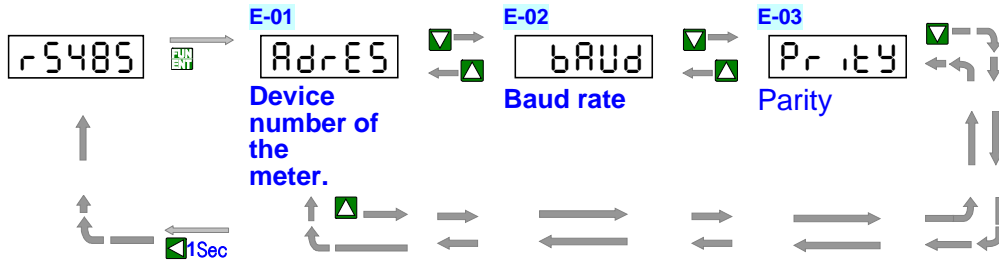 E-01
E-02
E-03
rS485
FUN
ENT
AdrES
bAUd
PritY
Device
number of
the
meter.
Baud rate
Parity
1Sec